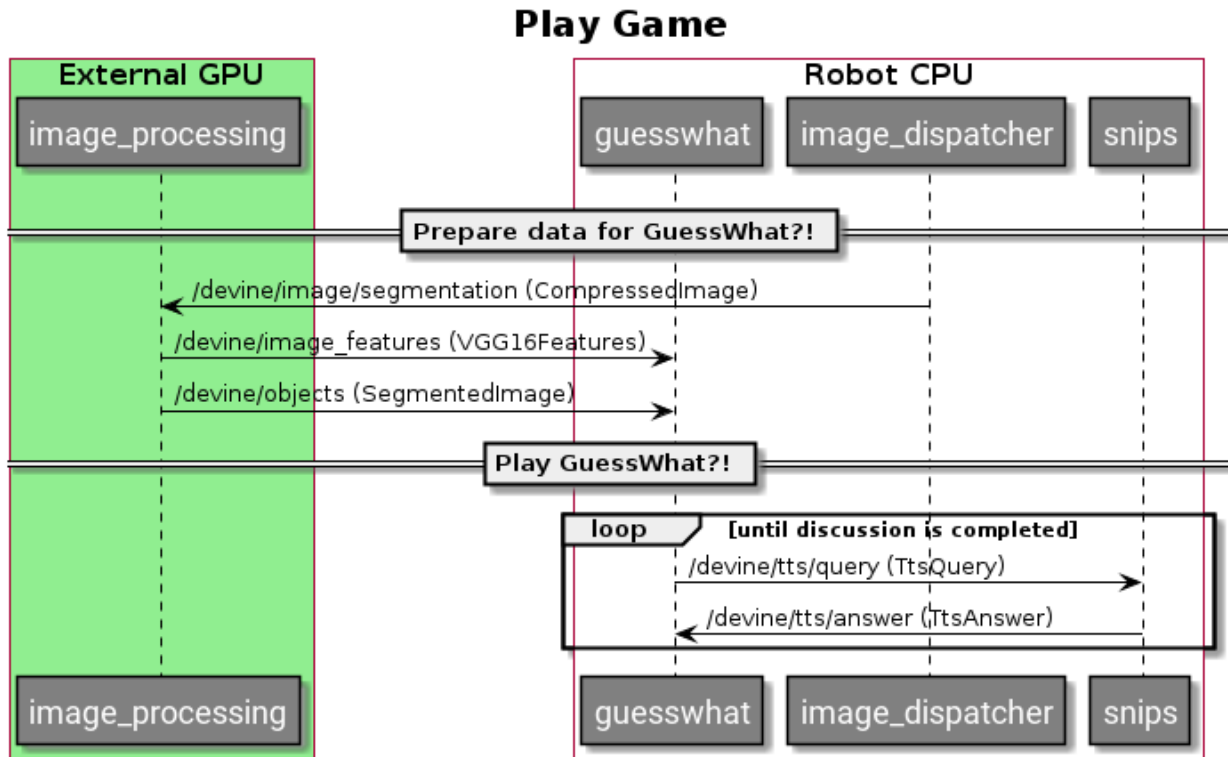 Play Game
External GPU
Robot CPU
image_processing
guesswhat
image_dispatcher
snips
Prepare data for GuessWhat?!
/devine/image/segmentation (CompressedImage)
/devine/image_features (VGG16Features)
/devine/objects (SegmentedImage)
Play GuessWhat?!
loop [until discussion is completed]
/devine/tts/query (TtsQuery)
/devine/tts/answer (TtsAnswer)
image_processing
guesswhat
image_dispatcher
snips